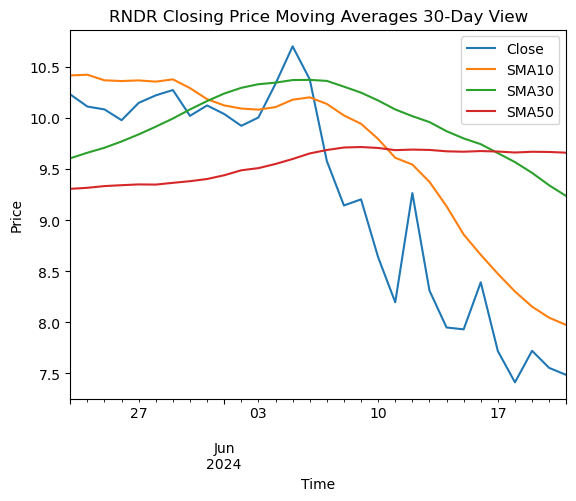 RNDR Closing Price Moving Averages 30-Day View
Close
SMA10
SMA30
SMA50
Price
10.5
10.0
9.5
9.0
8.5
8.0
7.5
27 03 10 17
Jun
2024
Time